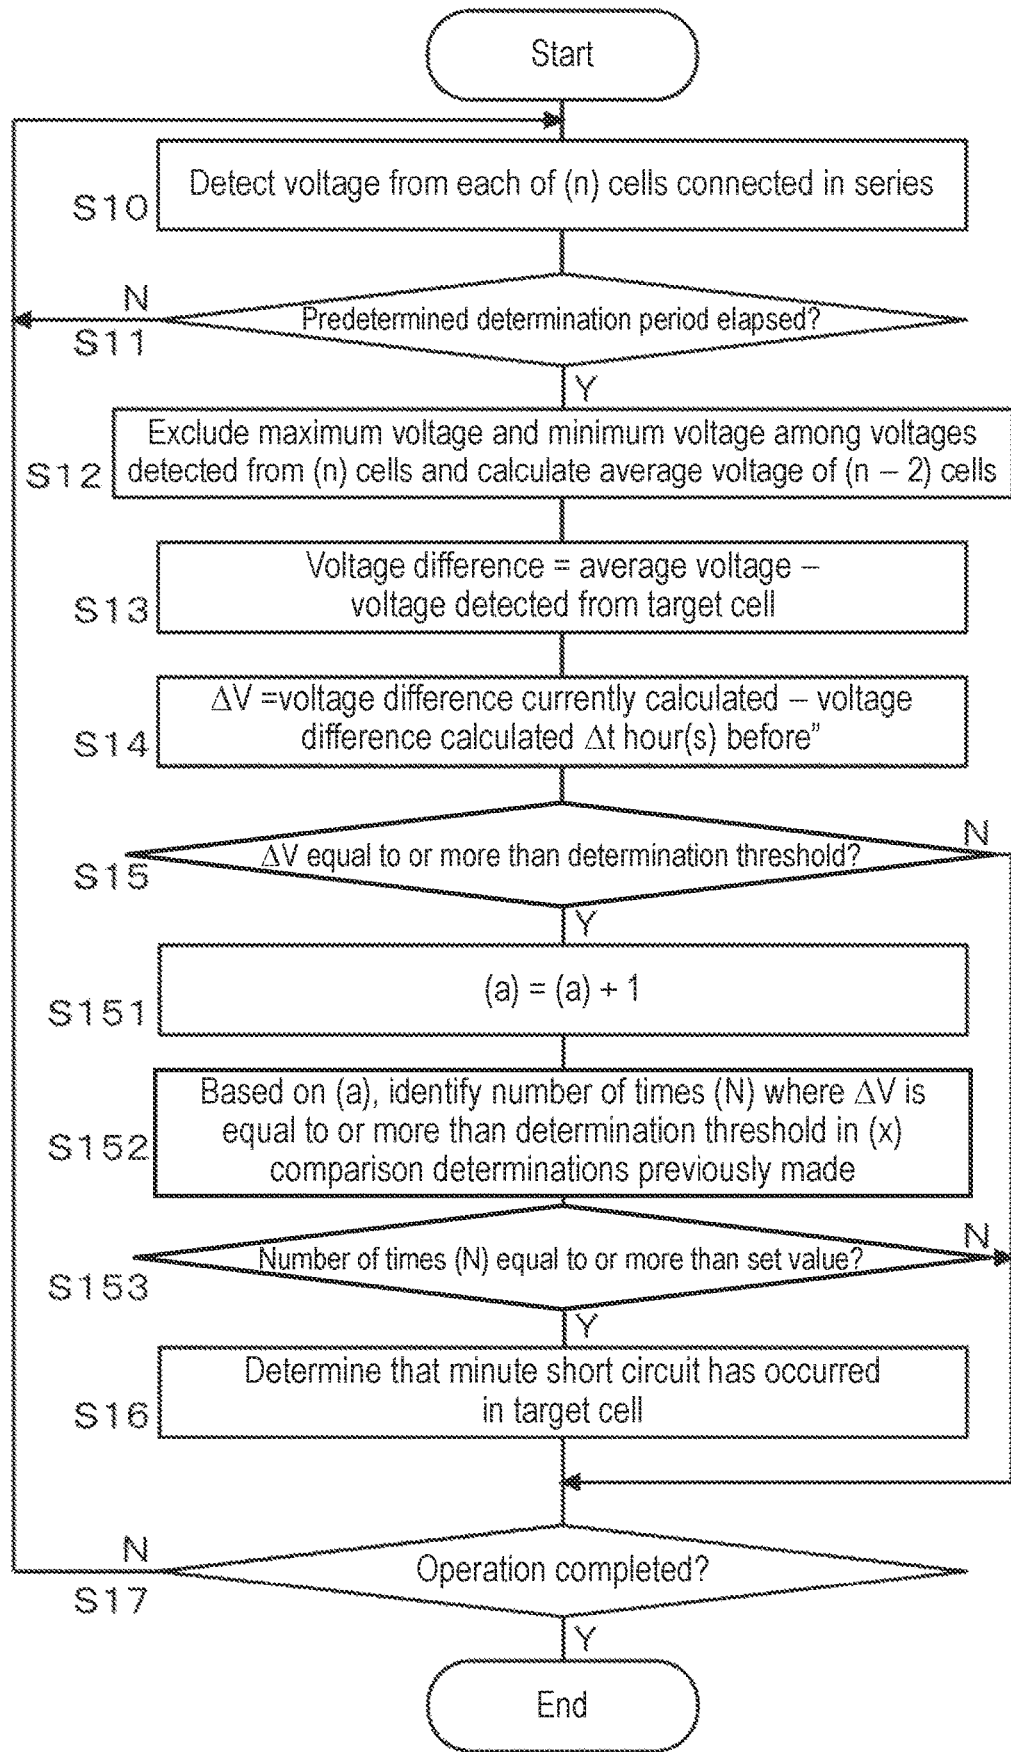 Start
Detect voltage from each of (n) cells connected in series
S10
N
Predetermined determination period elapsed?
S11
Y
Exclude maximum voltage and minimum voltage among voltages
detected from (n) cells and calculate average voltage of (n – 2) cells
S12
Voltage difference = average voltage –
voltage detected from target cell
S13
ΔV =voltage difference currently calculated – voltage
difference calculated Δt hour(s) before”
S14
N
ΔV equal to or more than determination threshold?
S15
Y
(a) = (a) + 1
S151
Based on (a), identify number of times (N) where ΔV is
equal to or more than determination threshold in (x)
comparison determinations previously made
S152
N
Number of times (N) equal to or more than set value?
S153
Y
Determine that minute short circuit has occurred
in target cell
S16
N
Operation completed?
S17
Y
End